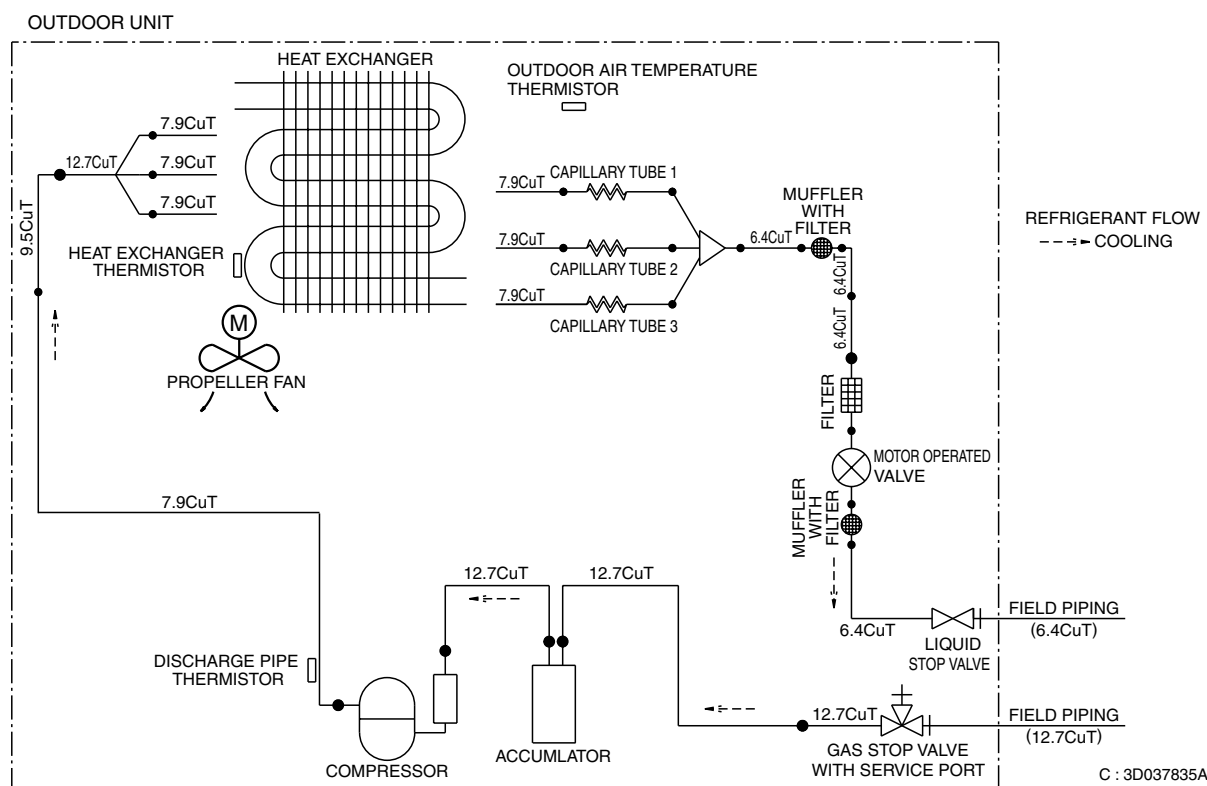 OUTDOOR UNIT
HEAT EXCHANGER
OUTDOOR AIR TEMPERATURE
THERMISTOR
7.9CuT
12.7CuT
7.9CuT
7.9CuT
9.5CuT
HEAT EXCHANGER
THERMISTOR
M
PROPELLER FAN
CAPILLARY TUBE 1
7.9CuT
7.9CuT
CAPILLARY TUBE 2
7.9CuT
CAPILLARY TUBE 3
MUFFLER
WITH
FILTER
6.4CuT
6.4CuT
6.4CuT
REFRIGERANT FLOW
COOLING
FILTER
MOTOR OPERATED
VALVE
MUFFLER
WITH
FILTER
7.9CuT
12.7CuT
12.7CuT
6.4CuT
LIQUID
STOP VALVE
FIELD PIPING
(6.4CuT)
DISCHARGE PIPE
THERMISTOR
COMPRESSOR
ACCUMLATOR
12.7CuT
GAS STOP VALVE
WITH SERVICE PORT
FIELD PIPING
(12.7CuT)
C : 3D037835A